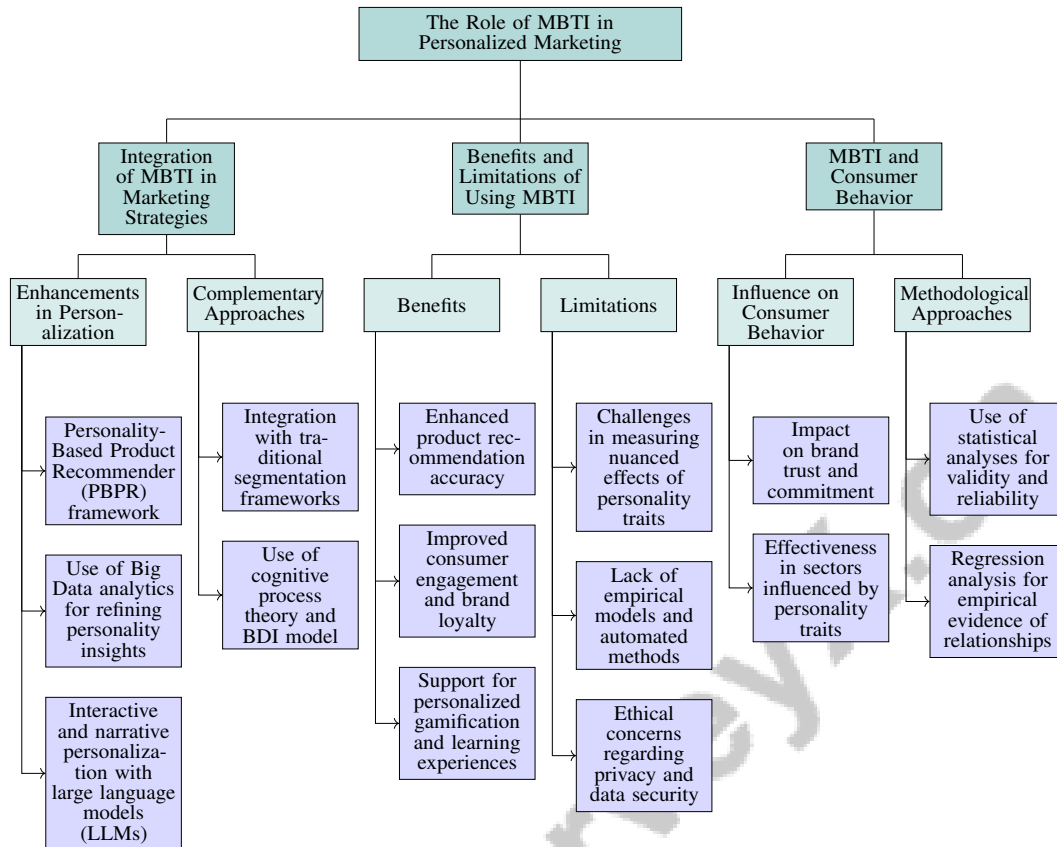 The Role of MBTI in
Personalized Marketing
Integration
of MBTI in
Marketing
Strategies
Benefits and
Limitations of
Using MBTI
MBTI and
Consumer
Behavior
Enhancements
in Person-
alization
Complementary
Approaches
Benefits
Limitations
Influence on
Consumer
Behavior
Methodological
Approaches
Personality-
Based Product
Recommender
(PBPR)
framework
Use of Big
Data analytics
for refining
personality
insights
Interactive
and narrative
personaliza-
tion with
large language
models
(LLMs)
Integration
with tra-
ditional
segmentation
frameworks
Use of
cognitive
process
theory and
BDI model
Enhanced
product rec-
ommendation
accuracy
Improved
consumer
engagement
and brand
loyalty
Support for
personalized
gamification
and learning
experiences
Challenges
in measuring
nuanced
effects of
personality
traits
Lack of
empirical
models and
automated
methods
Ethical
concerns
regarding
privacy and
data security
Impact
on brand
trust and
commitment
Effectiveness
in sectors
influenced by
personality
traits
Use of
statistical
analyses for
validity and
reliability
Regression
analysis for
empirical
evidence of
relationships